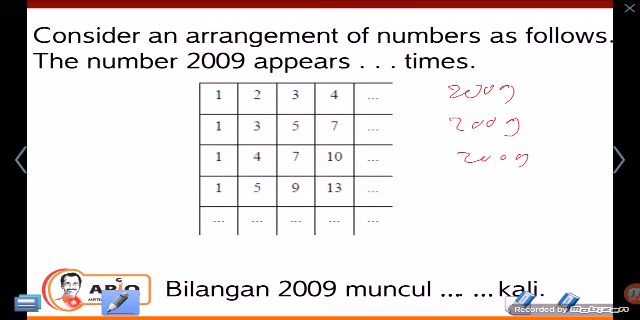 Consider an arrangement of numbers as follows.
The number 2009 appears . . . times.
1 2 3 4 ...
1 3 5 7 ...
1 4 7 10 ...
1 5 9 13 ...
... ... ... ... ...
2009
2009
2009
Bilangan 2009 muncul ... ... kali.
Recorded by